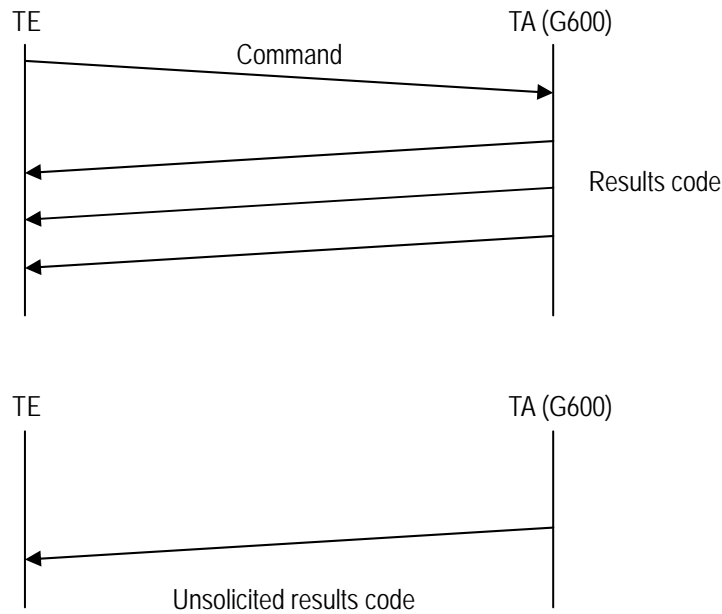 TE
TA (G600)
Command
Results code
TE
TA (G600)
Unsolicited results code